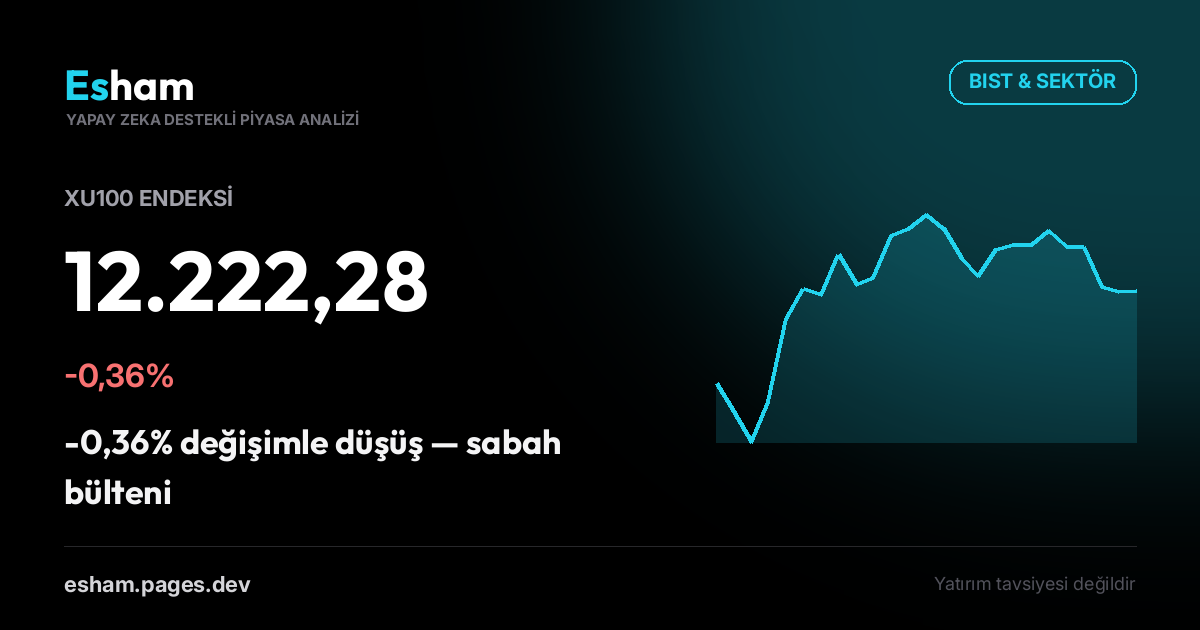 Esham
YAPAY ZEKA DESTEKLİ PİYASA ANALİZİ
BIST & SEKTÖR
XU100 ENDEKSİ
12.222,28
-0,36%
-0,36% değişimle düşüş — sabah
bülteni
esham.pages.dev
Yatırım tavsiyesi değildir